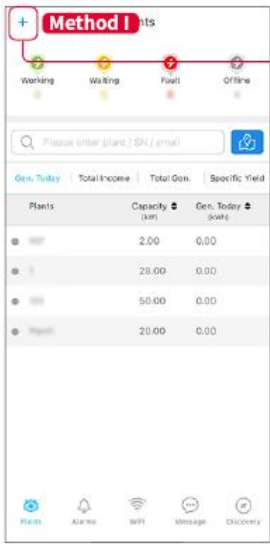 + Method I nts
Working Waiting Fault Offline
Please enter plant / SN / email
Gen. Today Total Income Total Gen. Specific Yield
Plants Capacity Gen. Today
(kW) (kWh)
2.00 0.00
28.00 0.00
50.00 0.00
20.00 0.00
Plants Alarms WiFi Message Discovery